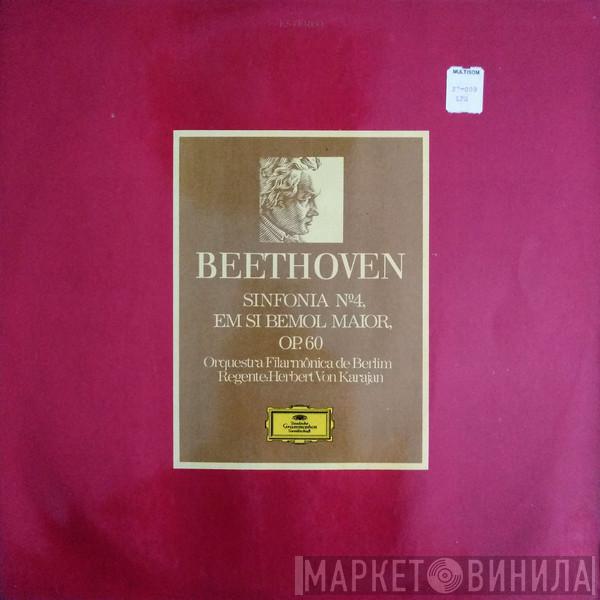 ESTÉREO
MULTISOM
BEETHOVEN
SINFONIA Nº4,
EM SI BEMOL MAIOR,
OP. 60
Orquestra Filarmônica de Berlim
Regente: Herbert Von Karajan
Deutsche
Grammophon
Gesellschaft
МАРКЕТ ВИНИЛА